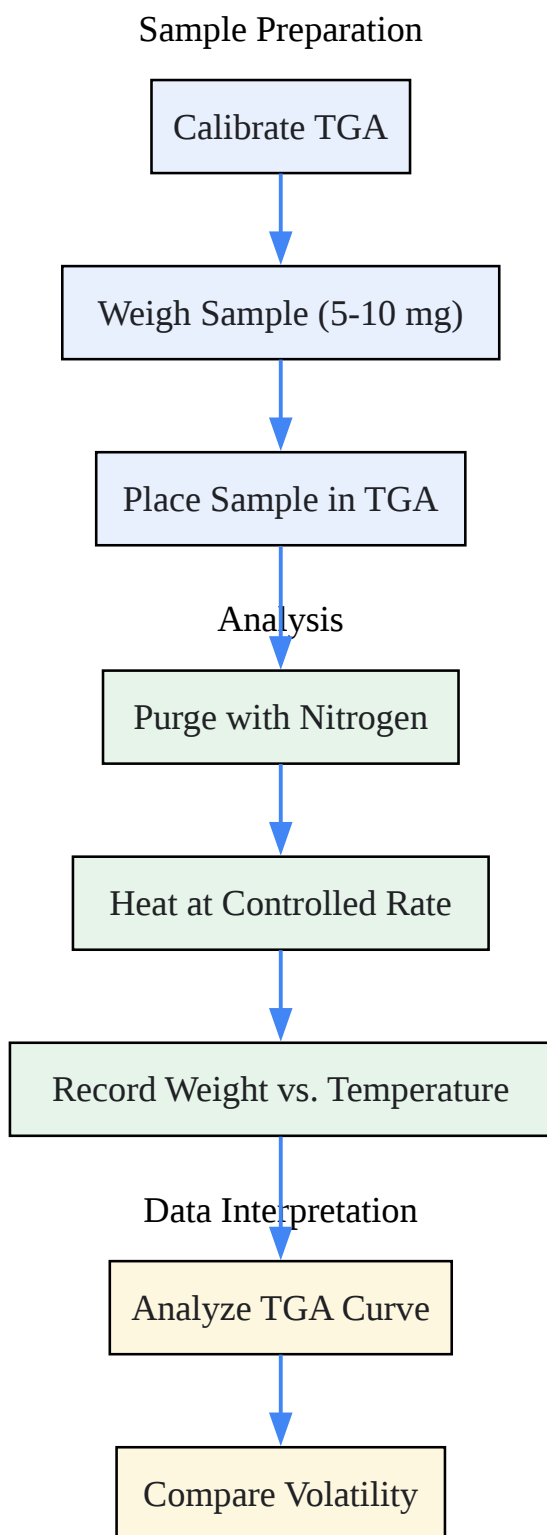 Sample Preparation
Calibrate TGA
Weigh Sample (5-10 mg)
Place Sample in TGA
Analysis
Purge with Nitrogen
Heat at Controlled Rate
Record Weight vs. Temperature
Data Interpretation
Analyze TGA Curve
Compare Volatility